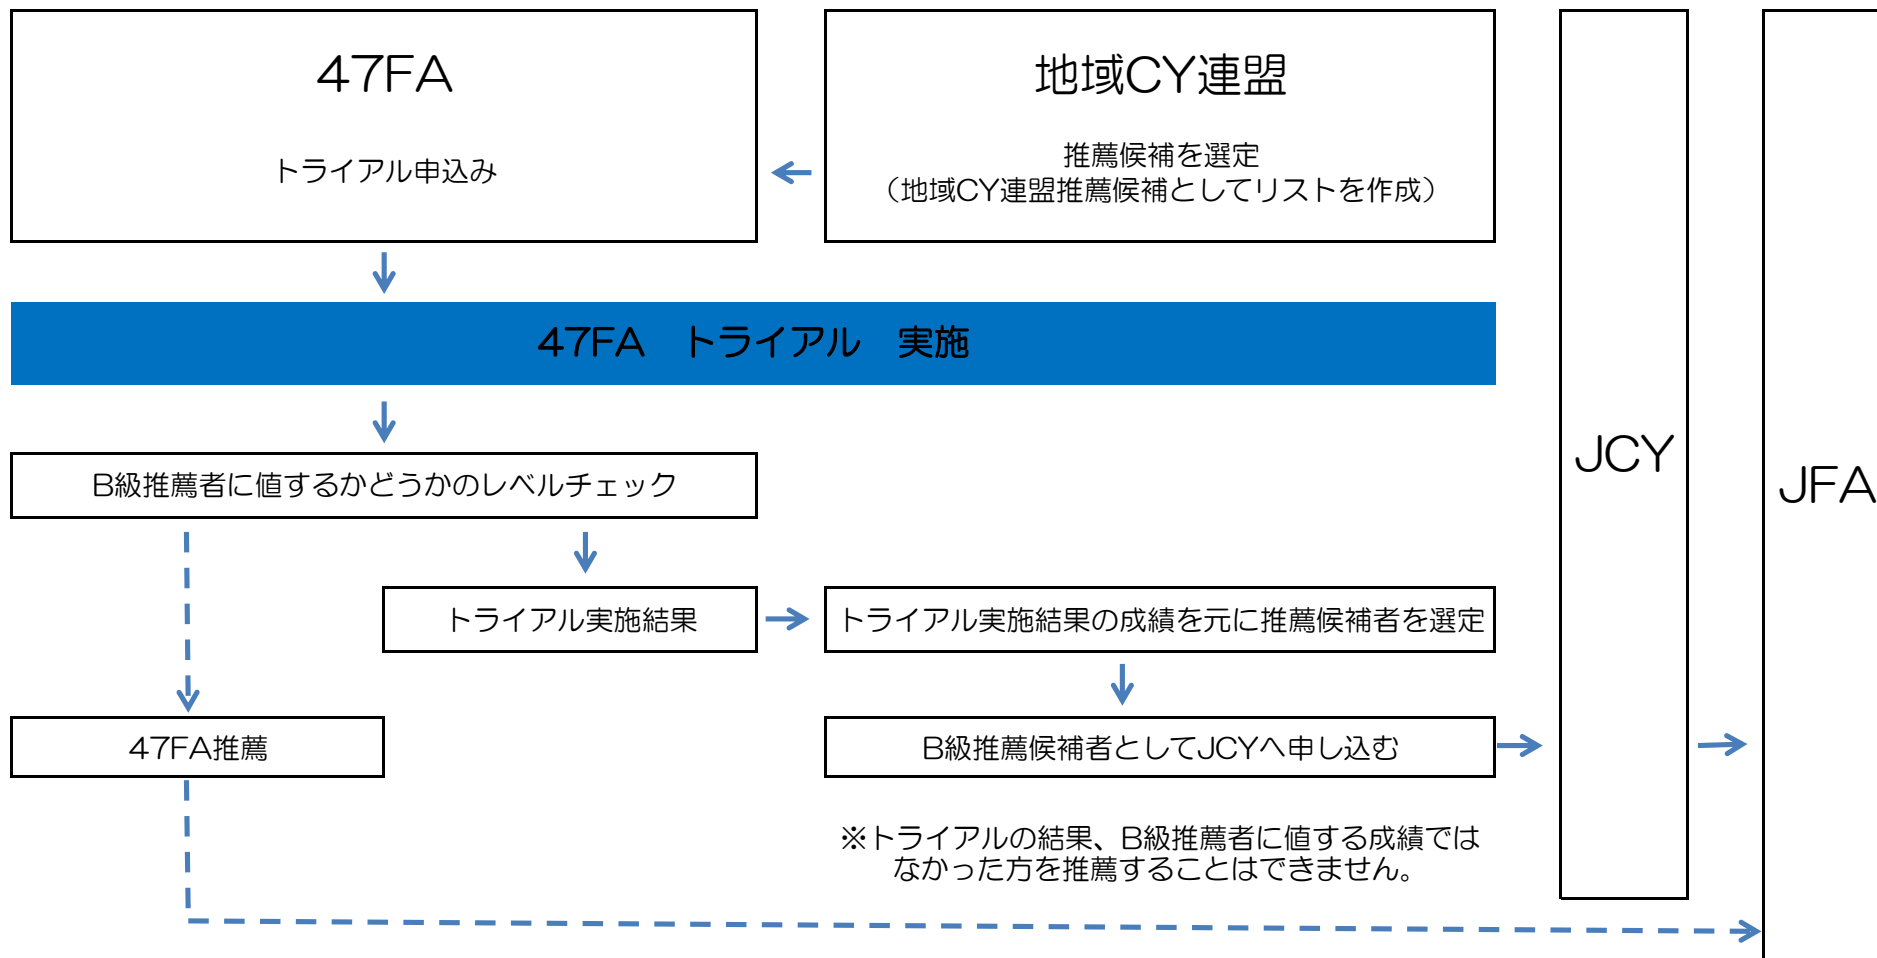 47FA
トライアル申込み
地域CY連盟
推薦候補を選定
（地域CY連盟推薦候補としてリストを作成）
47FA　トライアル　実施
B級推薦者に値するかどうかのレベルチェック
トライアル実施結果
トライアル実施結果の成績を元に推薦候補者を選定
47FA推薦
B級推薦候補者としてJCYへ申し込む
※トライアルの結果、B級推薦者に値する成績では
なかった方を推薦することはできません。
JCY
JFA